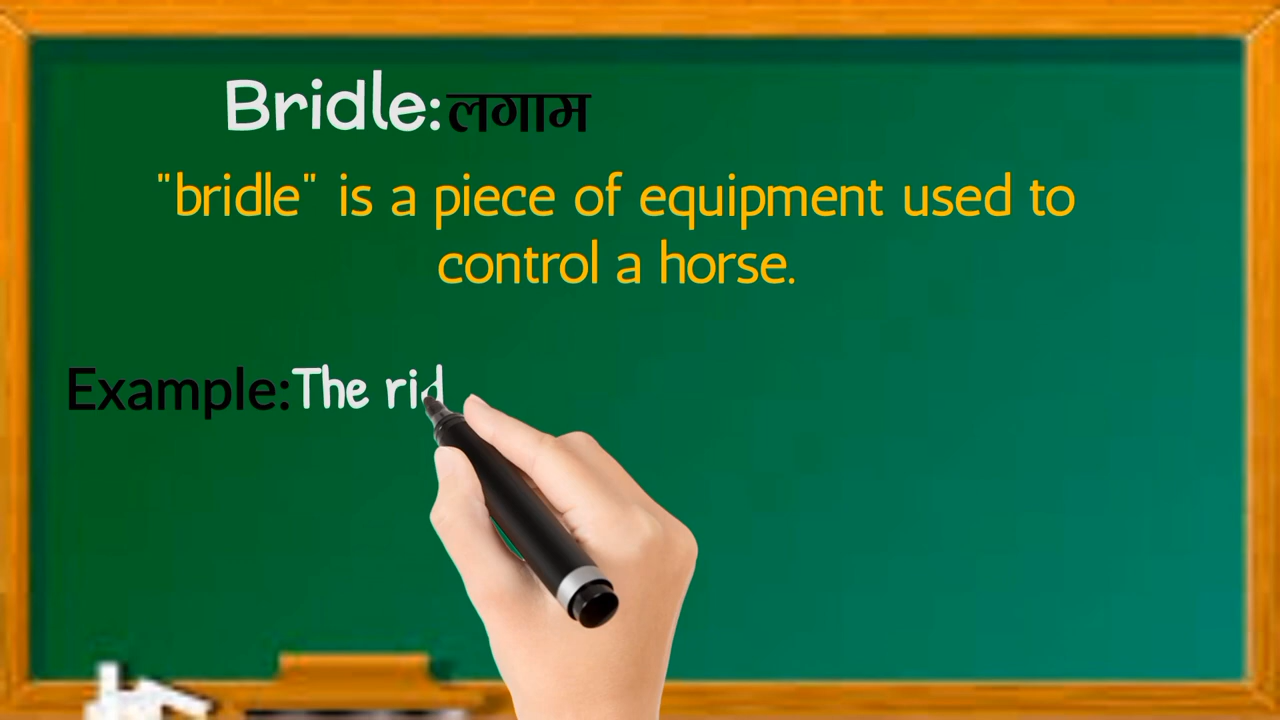 Bridle:लगाम
"bridle" is a piece of equipment used to
control a horse.
Example:The rid